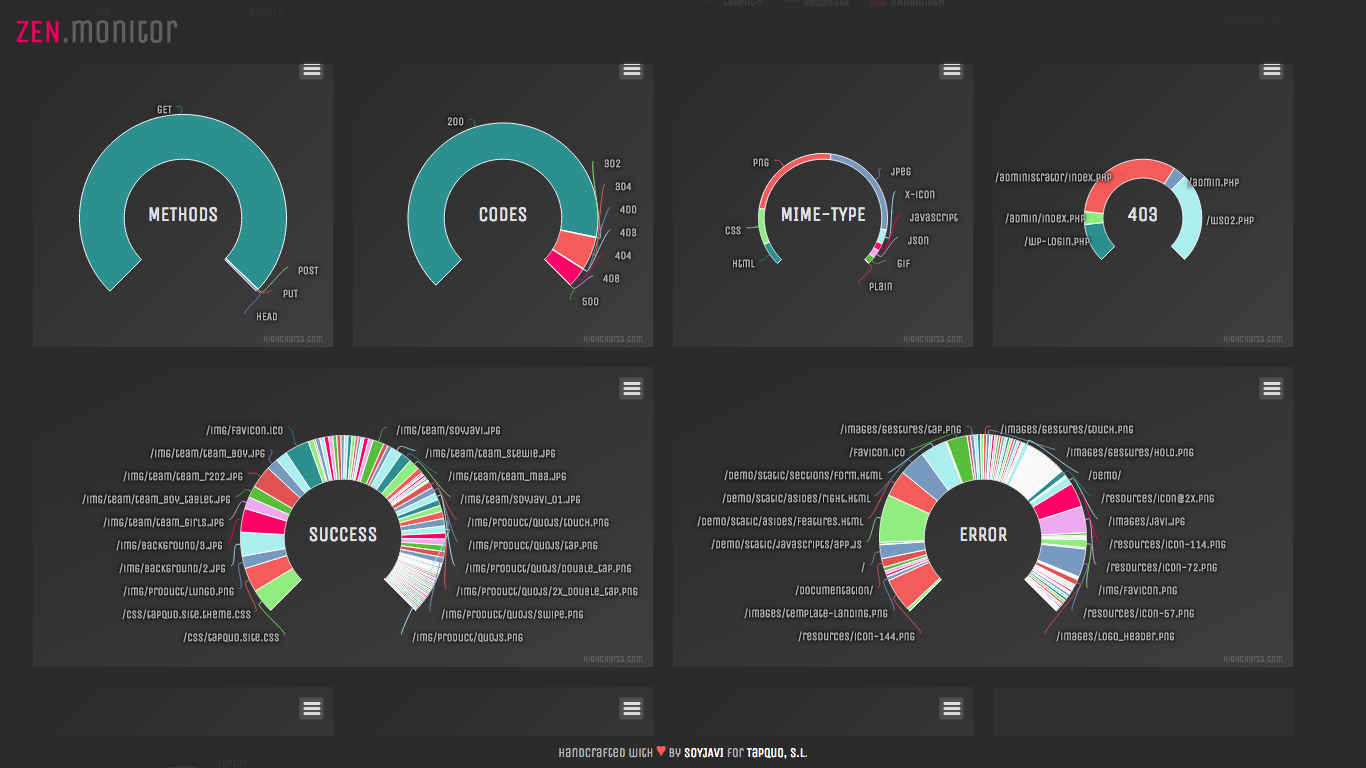 Latency Requests Bandwidth
ZEN.monitor
GET
METHODS
POST
PUT
HEAD
HIGHCHARTS.COM
200
CODES
302
304
400
403
404
408
500
HIGHCHARTS.COM
PNG
JPEG
X-ICON
MIME-TYPE
JAVASCRIPT
CSS
JSON
HTML
GIF
PLAIN
HIGHCHARTS.COM
/administrator/index.php
/admin.php
403
/admin/index.php
/wso2.php
/wp-login.php
HIGHCHARTS.COM
/img/favicon.ico
/img/team/team_boy.jpg
/img/team/team_r202.jpg
/img/team/team_boy_tablet.jpg
/img/team/team_girls.jpg
/img/background/3.jpg
/img/background/2.jpg
/img/product/lungo.png
/css/tapquo.site.theme.css
/css/tapquo.site.css
SUCCESS
/img/team/soyjavi.jpg
/img/team/team_stewie.jpg
/img/team/team_mea.jpg
/img/team/soyjavi_01.jpg
/img/product/quojs/touch.png
/img/product/quojs/tap.png
/img/product/quojs/double_tap.png
/img/product/quojs/2x_double_tap.png
/img/product/quojs/swipe.png
/img/product/quojs.png
HIGHCHARTS.COM
/images/gestures/tap.png
/favicon.ico
/demo/static/sections/form.html
/demo/static/asides/right.html
/demo/static/asides/features.html
/demo/static/javascripts/app.js
/
/documentation/
/images/template-landing.png
/resources/icon-144.png
ERROR
/images/gestures/touch.png
/images/gestures/hold.png
/demo/
/resources/icon@2x.png
/images/javi.jpg
/resources/icon-114.png
/resources/icon-72.png
/img/favicon.png
/resources/icon-57.png
/images/logo_header.png
HIGHCHARTS.COM
Handcrafted with ♥ by SOYJAVI for TAPQUO, S.L.